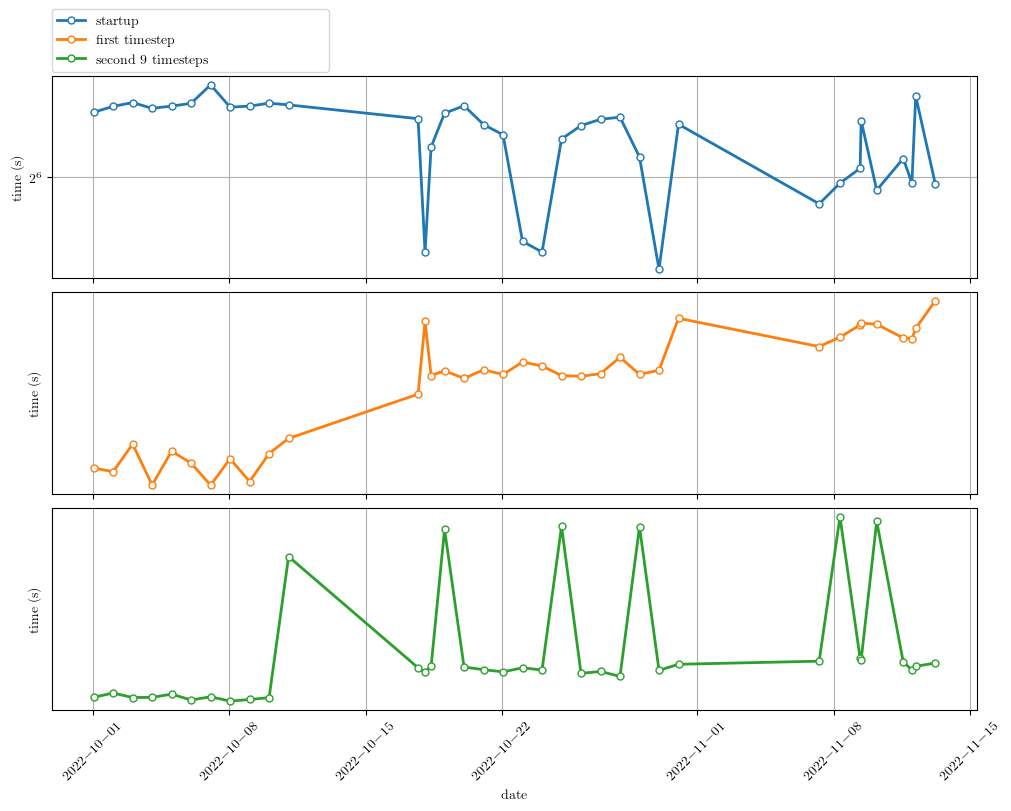 startup
first timestep
second 9 timesteps
time (s)
2⁶
time (s)
time (s)
2022−10−01
2022−10−08
2022−10−15
2022−10−22
2022−11−01
2022−11−08
2022−11−15
date